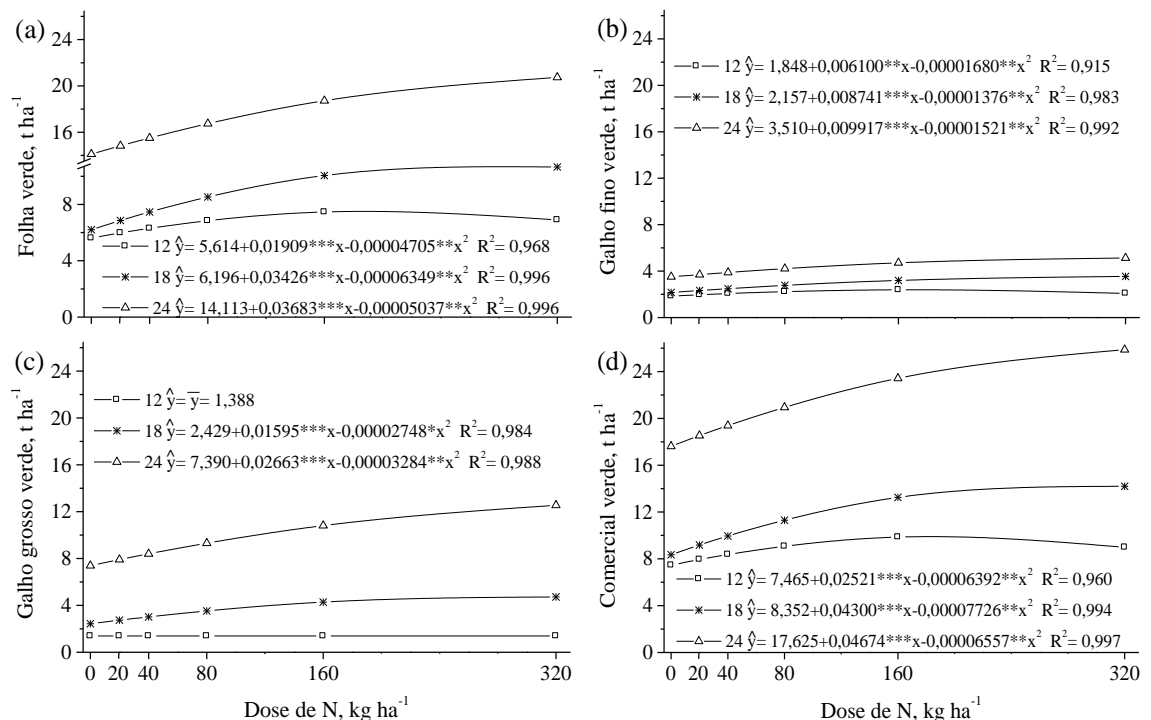 (a)
24
20
16
8
4
0
Folha verde, t ha-1
12 ŷ= 5,614+0,01909***x-0,00004705**x2 R2= 0,968
18 ŷ= 6,196+0,03426***x-0,00006349**x2 R2= 0,996
24 ŷ= 14,113+0,03683***x-0,00005037**x2 R2= 0,996
(b)
24
20
16
12
8
4
0
Galho fino verde, t ha-1
12 ŷ= 1,848+0,006100**x-0,00001680**x2 R2= 0,915
18 ŷ= 2,157+0,008741***x-0,00001376**x2 R2= 0,983
24 ŷ= 3,510+0,009917***x-0,00001521**x2 R2= 0,992
(c)
24
20
16
12
8
4
0
Galho grosso verde, t ha-1
12 ŷ= y̅= 1,388
18 ŷ= 2,429+0,01595***x-0,00002748*x2 R2= 0,984
24 ŷ= 7,390+0,02663***x-0,00003284**x2 R2= 0,988
0 20 40 80 160 320
Dose de N, kg ha-1
(d)
24
20
16
12
8
4
0
Comercial verde, t ha-1
12 ŷ= 7,465+0,02521***x-0,00006392**x2 R2= 0,960
18 ŷ= 8,352+0,04300***x-0,00007726**x2 R2= 0,994
24 ŷ= 17,625+0,04674***x-0,00006557**x2 R2= 0,997
0 20 40 80 160 320
Dose de N, kg ha-1